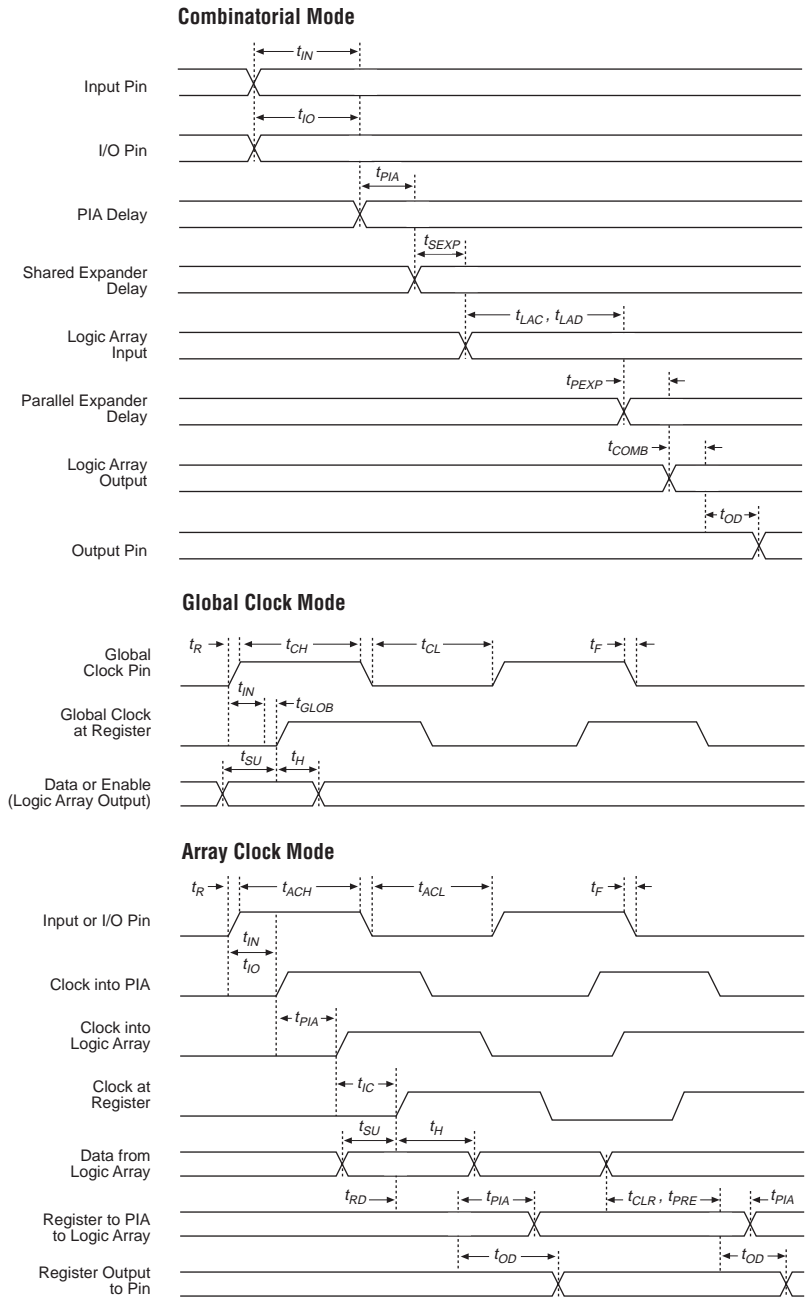 Combinatorial Mode
tIN
Input Pin
tIO
I/O Pin
tPIA
PIA Delay
tSEXP
Shared Expander
Delay
tLAC , tLAD
Logic Array
Input
tPEXP
Parallel Expander
Delay
tCOMB
Logic Array
Output
tOD
Output Pin
Global Clock Mode
tR tCH tCL tF
Global
Clock Pin
tIN
tGLOB
Global Clock
at Register
tSU tH
Data or Enable
(Logic Array Output)
Array Clock Mode
tR tACH tACL tF
Input or I/O Pin
tIN
tIO
Clock into PIA
tPIA
Clock into
Logic Array
tIC
Clock at
Register
tSU tH
Data from
Logic Array
tRD tPIA tCLR , tPRE tPIA
Register to PIA
to Logic Array
tOD tOD
Register Output
to Pin